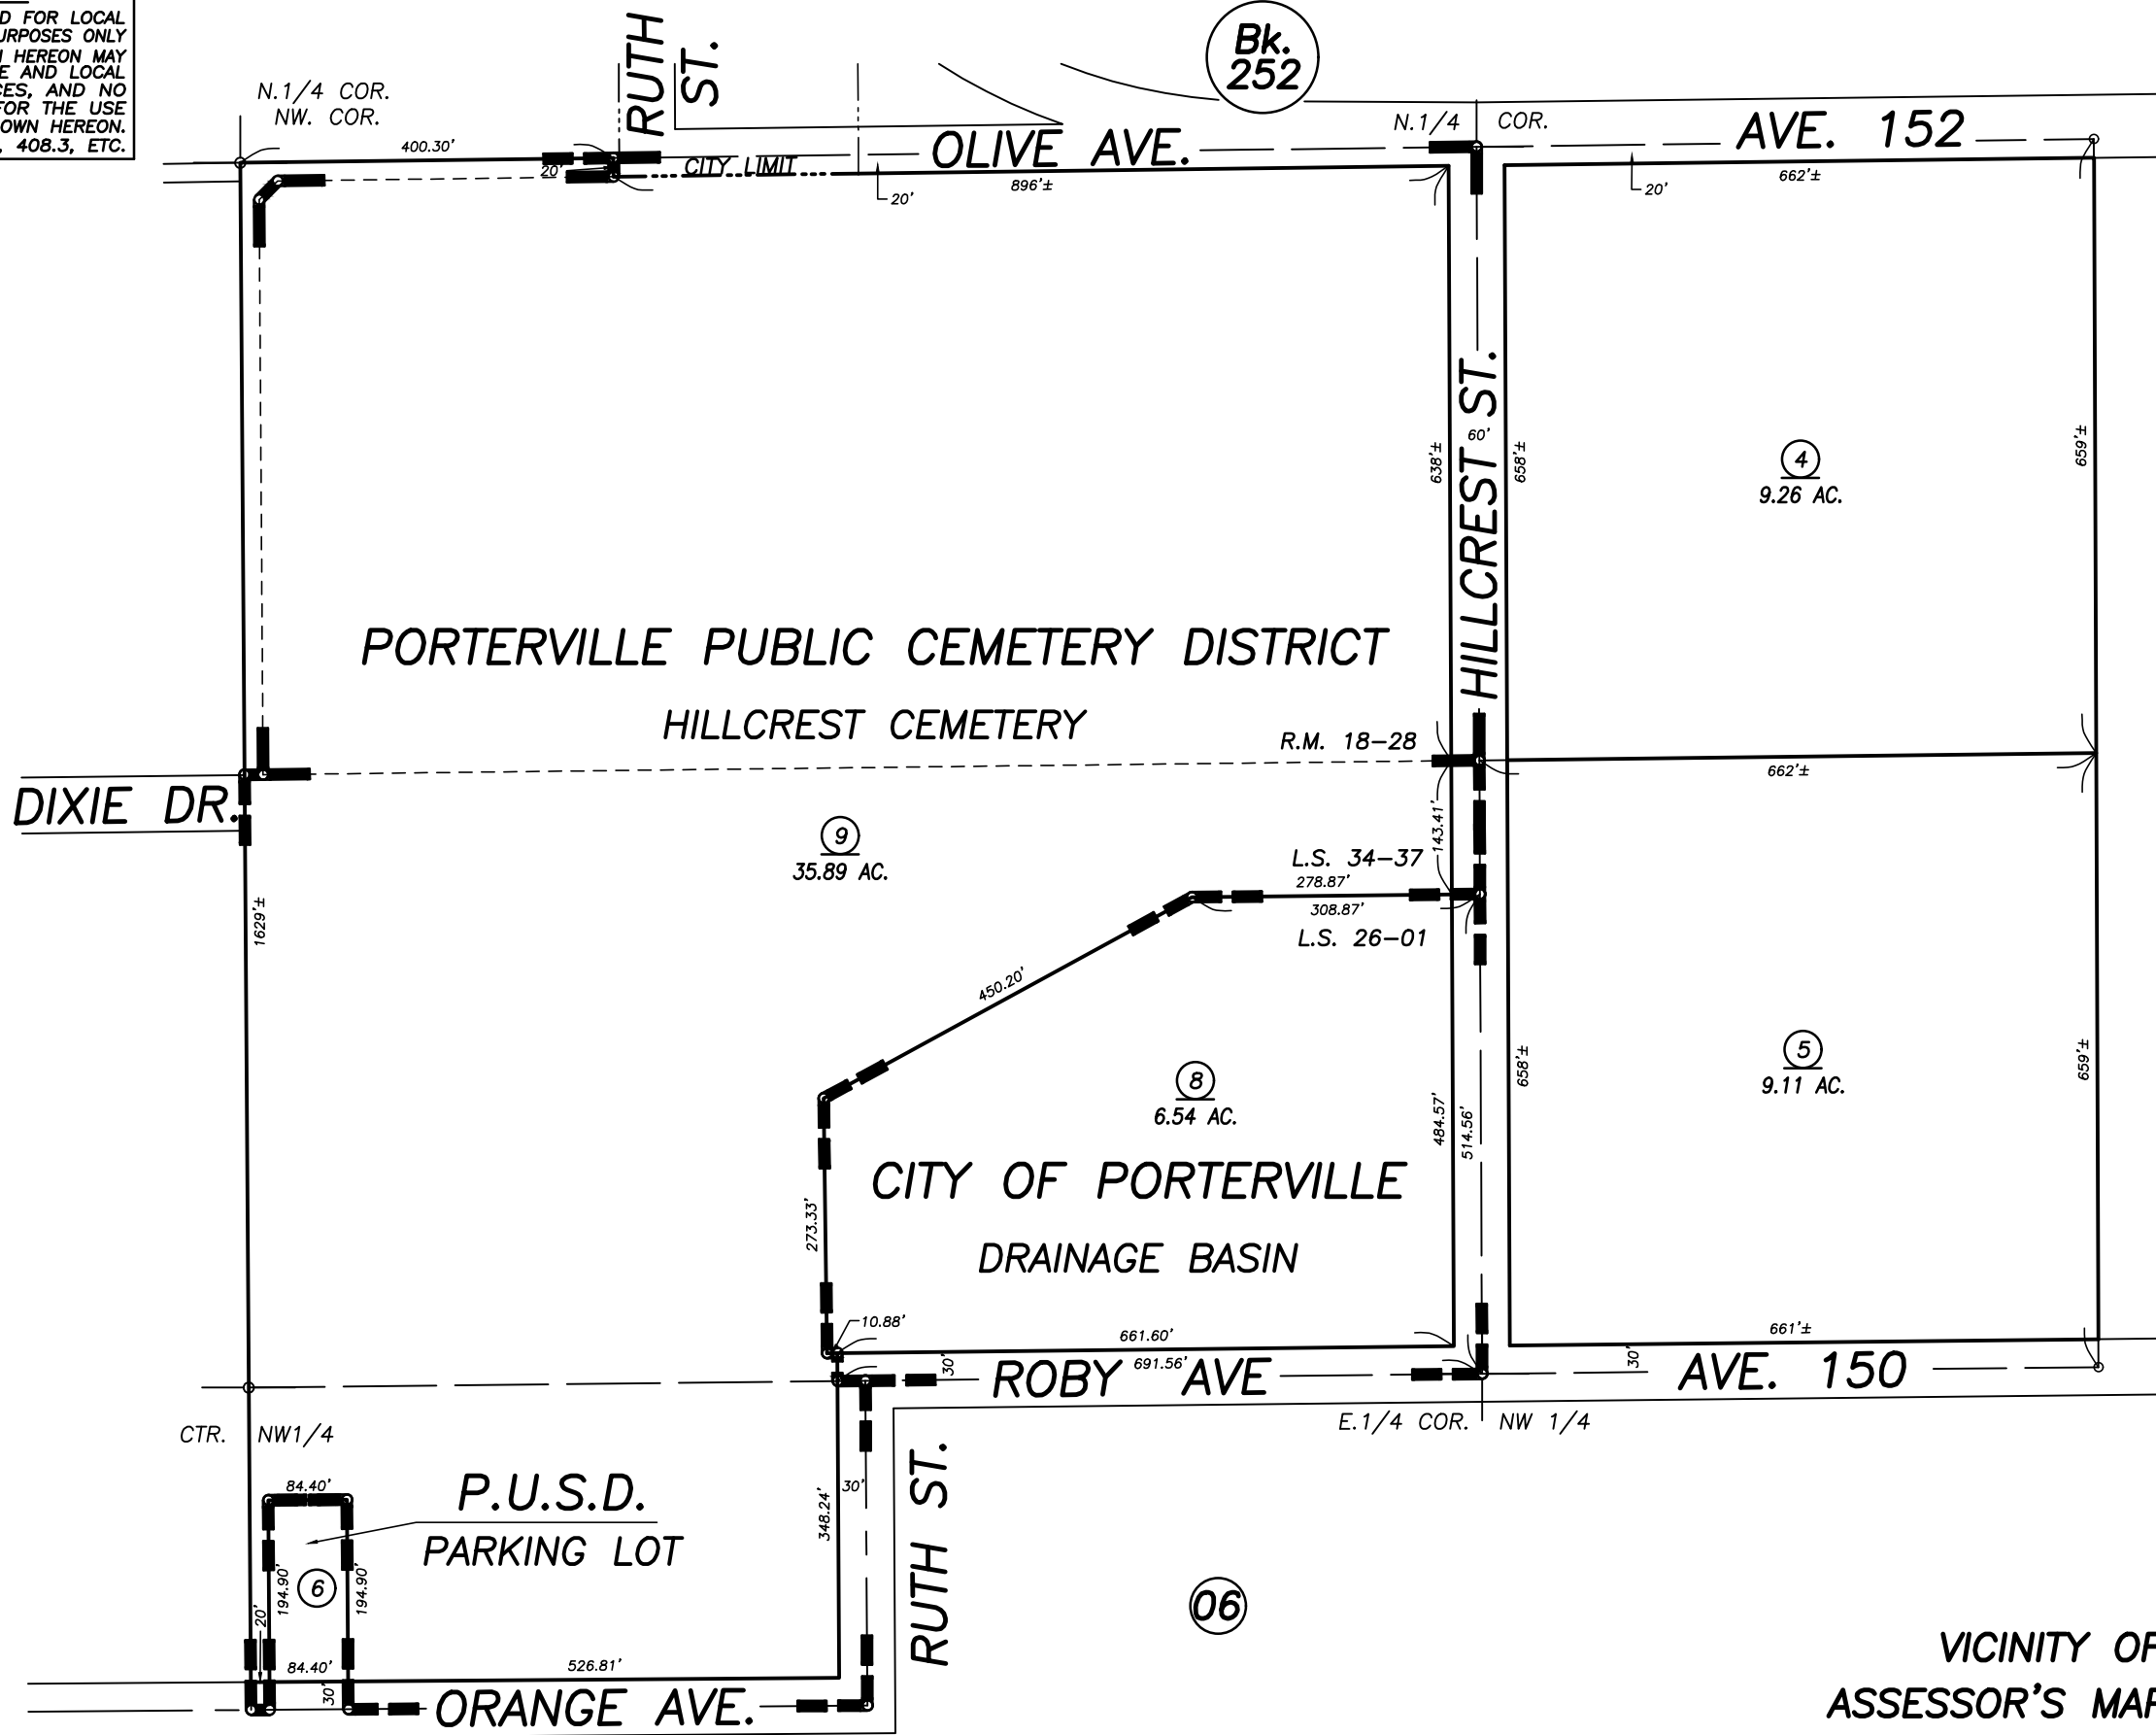 D FOR LOCAL
URPOSES ONLY
HEREON MAY
E AND LOCAL
CES, AND NO
FOR THE USE
OWN HEREON.
408.3, ETC.
N.1/4 COR.
NW. COR.
RUTH
ST.
Bk.
252
N.1/4 COR.
AVE. 152
OLIVE AVE.
400.30'
20'
CITY LIMIT
896'±
20'
662'±
20'
HILLCREST ST.
60'
638'±
658'±
659'±
4
9.26 AC.
PORTERVILLE PUBLIC CEMETERY DISTRICT
HILLCREST CEMETERY
R.M. 18-28
662'±
DIXIE DR.
9
35.89 AC.
143.41'
L.S. 34-37
278.87'
308.87'
L.S. 26-01
1629'±
450.20'
658'±
659'±
5
9.11 AC.
8
6.54 AC.
484.57'
514.56'
CITY OF PORTERVILLE
DRAINAGE BASIN
273.33'
10.88'
661.60'
661'±
691.56'
30'
ROBY AVE
30'
AVE. 150
E.1/4 COR. NW 1/4
CTR. NW1/4
P.U.S.D.
PARKING LOT
84.40'
194.90'
194.90'
6
20'
84.40'
30'
348.24'
30'
RUTH ST.
526.81'
ORANGE AVE.
06
VICINITY OF
ASSESSOR'S MAP